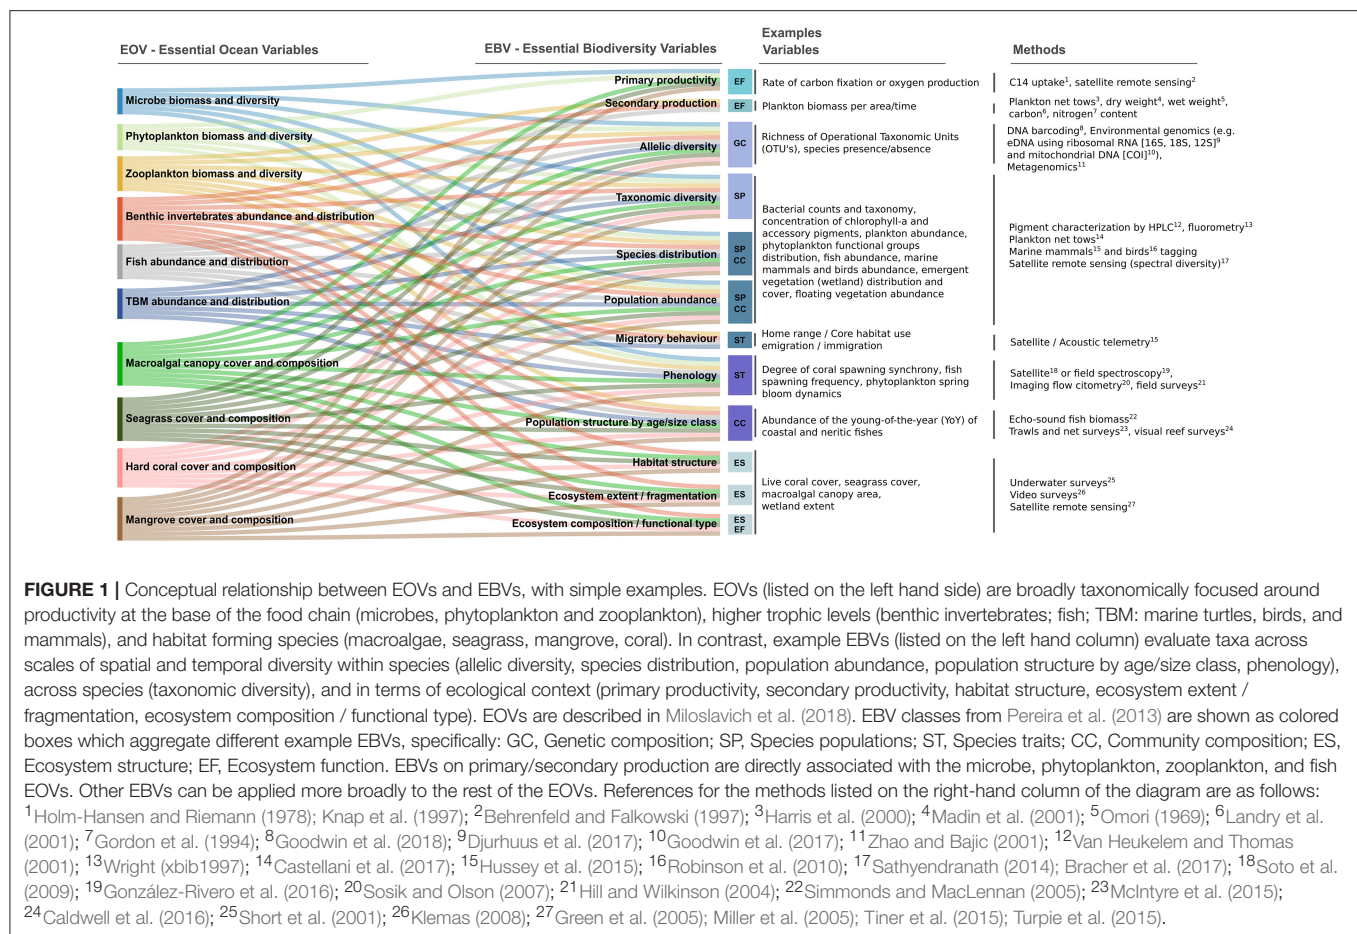 EOV - Essential Ocean Variables
EBV - Essential Biodiversity Variables
Examples
Variables
Methods
Microbe biomass and diversity
Phytoplankton biomass and diversity
Zooplankton biomass and diversity
Benthic invertebrates abundance and distribution
Fish abundance and distribution
TBM abundance and distribution
Macroalgal canopy cover and composition
Seagrass cover and composition
Hard coral cover and composition
Mangrove cover and composition
Primary productivity
EF
Rate of carbon fixation or oxygen production
C14 uptake1, satellite remote sensing2
Secondary production
EF
Plankton biomass per area/time
Plankton net tows3, dry weight4, wet weight5,
carbon6, nitrogen7 content
Allelic diversity
GC
Richness of Operational Taxonomic Units
(OTU's), species presence/absence
DNA barcoding8, Environmental genomics (e.g.
eDNA using ribosomal RNA [16S, 18S, 12S]9
and mitochondrial DNA [COI]10),
Metagenomics11
Taxonomic diversity
SP
Species distribution
SP
CC
Population abundance
SP
CC
Bacterial counts and taxonomy,
concentration of chlorophyll-a and
accessory pigments, plankton abundance,
phytoplankton functional groups
distribution, fish abundance, marine
mammals and birds abundance, emergent
vegetation (wetland) distribution and
cover, floating vegetation abundance
Pigment characterization by HPLC12, fluorometry13
Plankton net tows14
Marine mammals15 and birds16 tagging
Satellite remote sensing (spectral diversity)17
Migratory behaviour
ST
Home range / Core habitat use
emigration / immigration
Satellite / Acoustic telemetry15
Phenology
ST
Degree of coral spawning synchrony, fish
spawning frequency, phytoplankton spring
bloom dynamics
Satellite18 or field spectroscopy19,
Imaging flow citometry20, field surveys21
Population structure by age/size class
CC
Abundance of the young-of-the-year (YoY) of
coastal and neritic fishes
Echo-sound fish biomass22
Trawls and net surveys23, visual reef surveys24
Habitat structure
ES
Ecosystem extent / fragmentation
ES
Ecosystem composition / functional type
ES
EF
Live coral cover, seagrass cover,
macroalgal canopy area,
wetland extent
Underwater surveys25
Video surveys26
Satellite remote sensing27
FIGURE 1 | Conceptual relationship between EOVs and EBVs, with simple examples. EOVs (listed on the left hand side) are broadly taxonomically focused around
productivity at the base of the food chain (microbes, phytoplankton and zooplankton), higher trophic levels (benthic invertebrates; fish; TBM: marine turtles, birds, and
mammals), and habitat forming species (macroalgae, seagrass, mangrove, coral). In contrast, example EBVs (listed on the left hand column) evaluate taxa across
scales of spatial and temporal diversity within species (allelic diversity, species distribution, population abundance, population structure by age/size class, phenology),
across species (taxonomic diversity), and in terms of ecological context (primary productivity, secondary productivity, habitat structure, ecosystem extent /
fragmentation, ecosystem composition / functional type). EOVs are described in Miloslavich et al. (2018). EBV classes from Pereira et al. (2013) are shown as colored
boxes which aggregate different example EBVs, specifically: GC, Genetic composition; SP, Species populations; ST, Species traits; CC, Community composition; ES,
Ecosystem structure; EF, Ecosystem function. EBVs on primary/secondary production are directly associated with the microbe, phytoplankton, zooplankton, and fish
EOVs. Other EBVs can be applied more broadly to the rest of the EOVs. References for the methods listed on the right-hand column of the diagram are as follows:
1Holm-Hansen and Riemann (1978); Knap et al. (1997); 2Behrenfeld and Falkowski (1997); 3Harris et al. (2000); 4Madin et al. (2001); 5Omori (1969); 6Landry et al.
(2001); 7Gordon et al. (1994); 8Goodwin et al. (2018); 9Djurhuus et al. (2017); 10Goodwin et al. (2017); 11Zhao and Bajic (2001); 12Van Heukelem and Thomas
(2001); 13Wright (xbib1997); 14Castellani et al. (2017); 15Hussey et al. (2015); 16Robinson et al. (2010); 17Sathyendranath (2014); Bracher et al. (2017); 18Soto et al.
(2009); 19González-Rivero et al. (2016); 20Sosik and Olson (2007); 21Hill and Wilkinson (2004); 22Simmonds and MacLennan (2005); 23McIntyre et al. (2015);
24Caldwell et al. (2016); 25Short et al. (2001); 26Klemas (2008); 27Green et al. (2005); Miller et al. (2005); Tiner et al. (2015); Turpie et al. (2015).